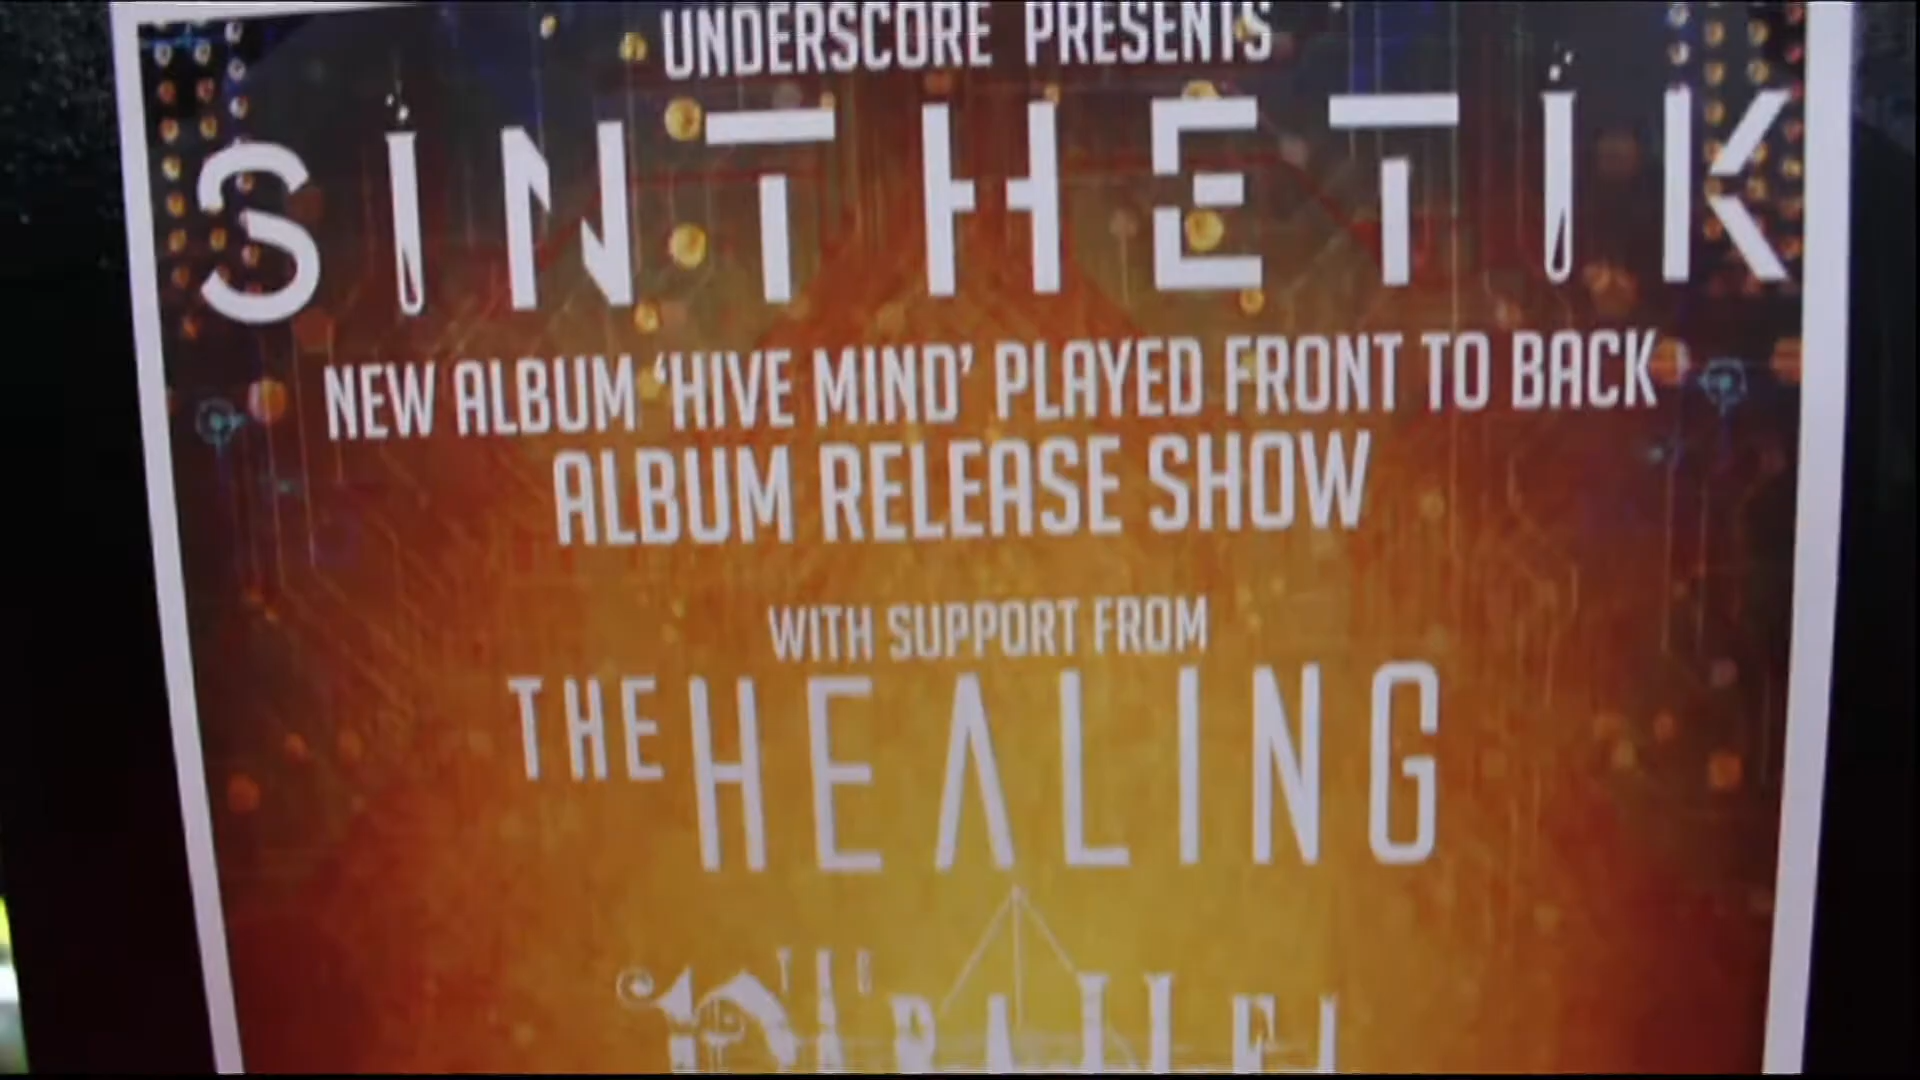 UNDERSCORE PRESENTS
SINTHETIK
NEW ALBUM ‘HIVE MIND’ PLAYED FRONT TO BACK
ALBUM RELEASE SHOW
WITH SUPPORT FROM
THE HEALING
THE